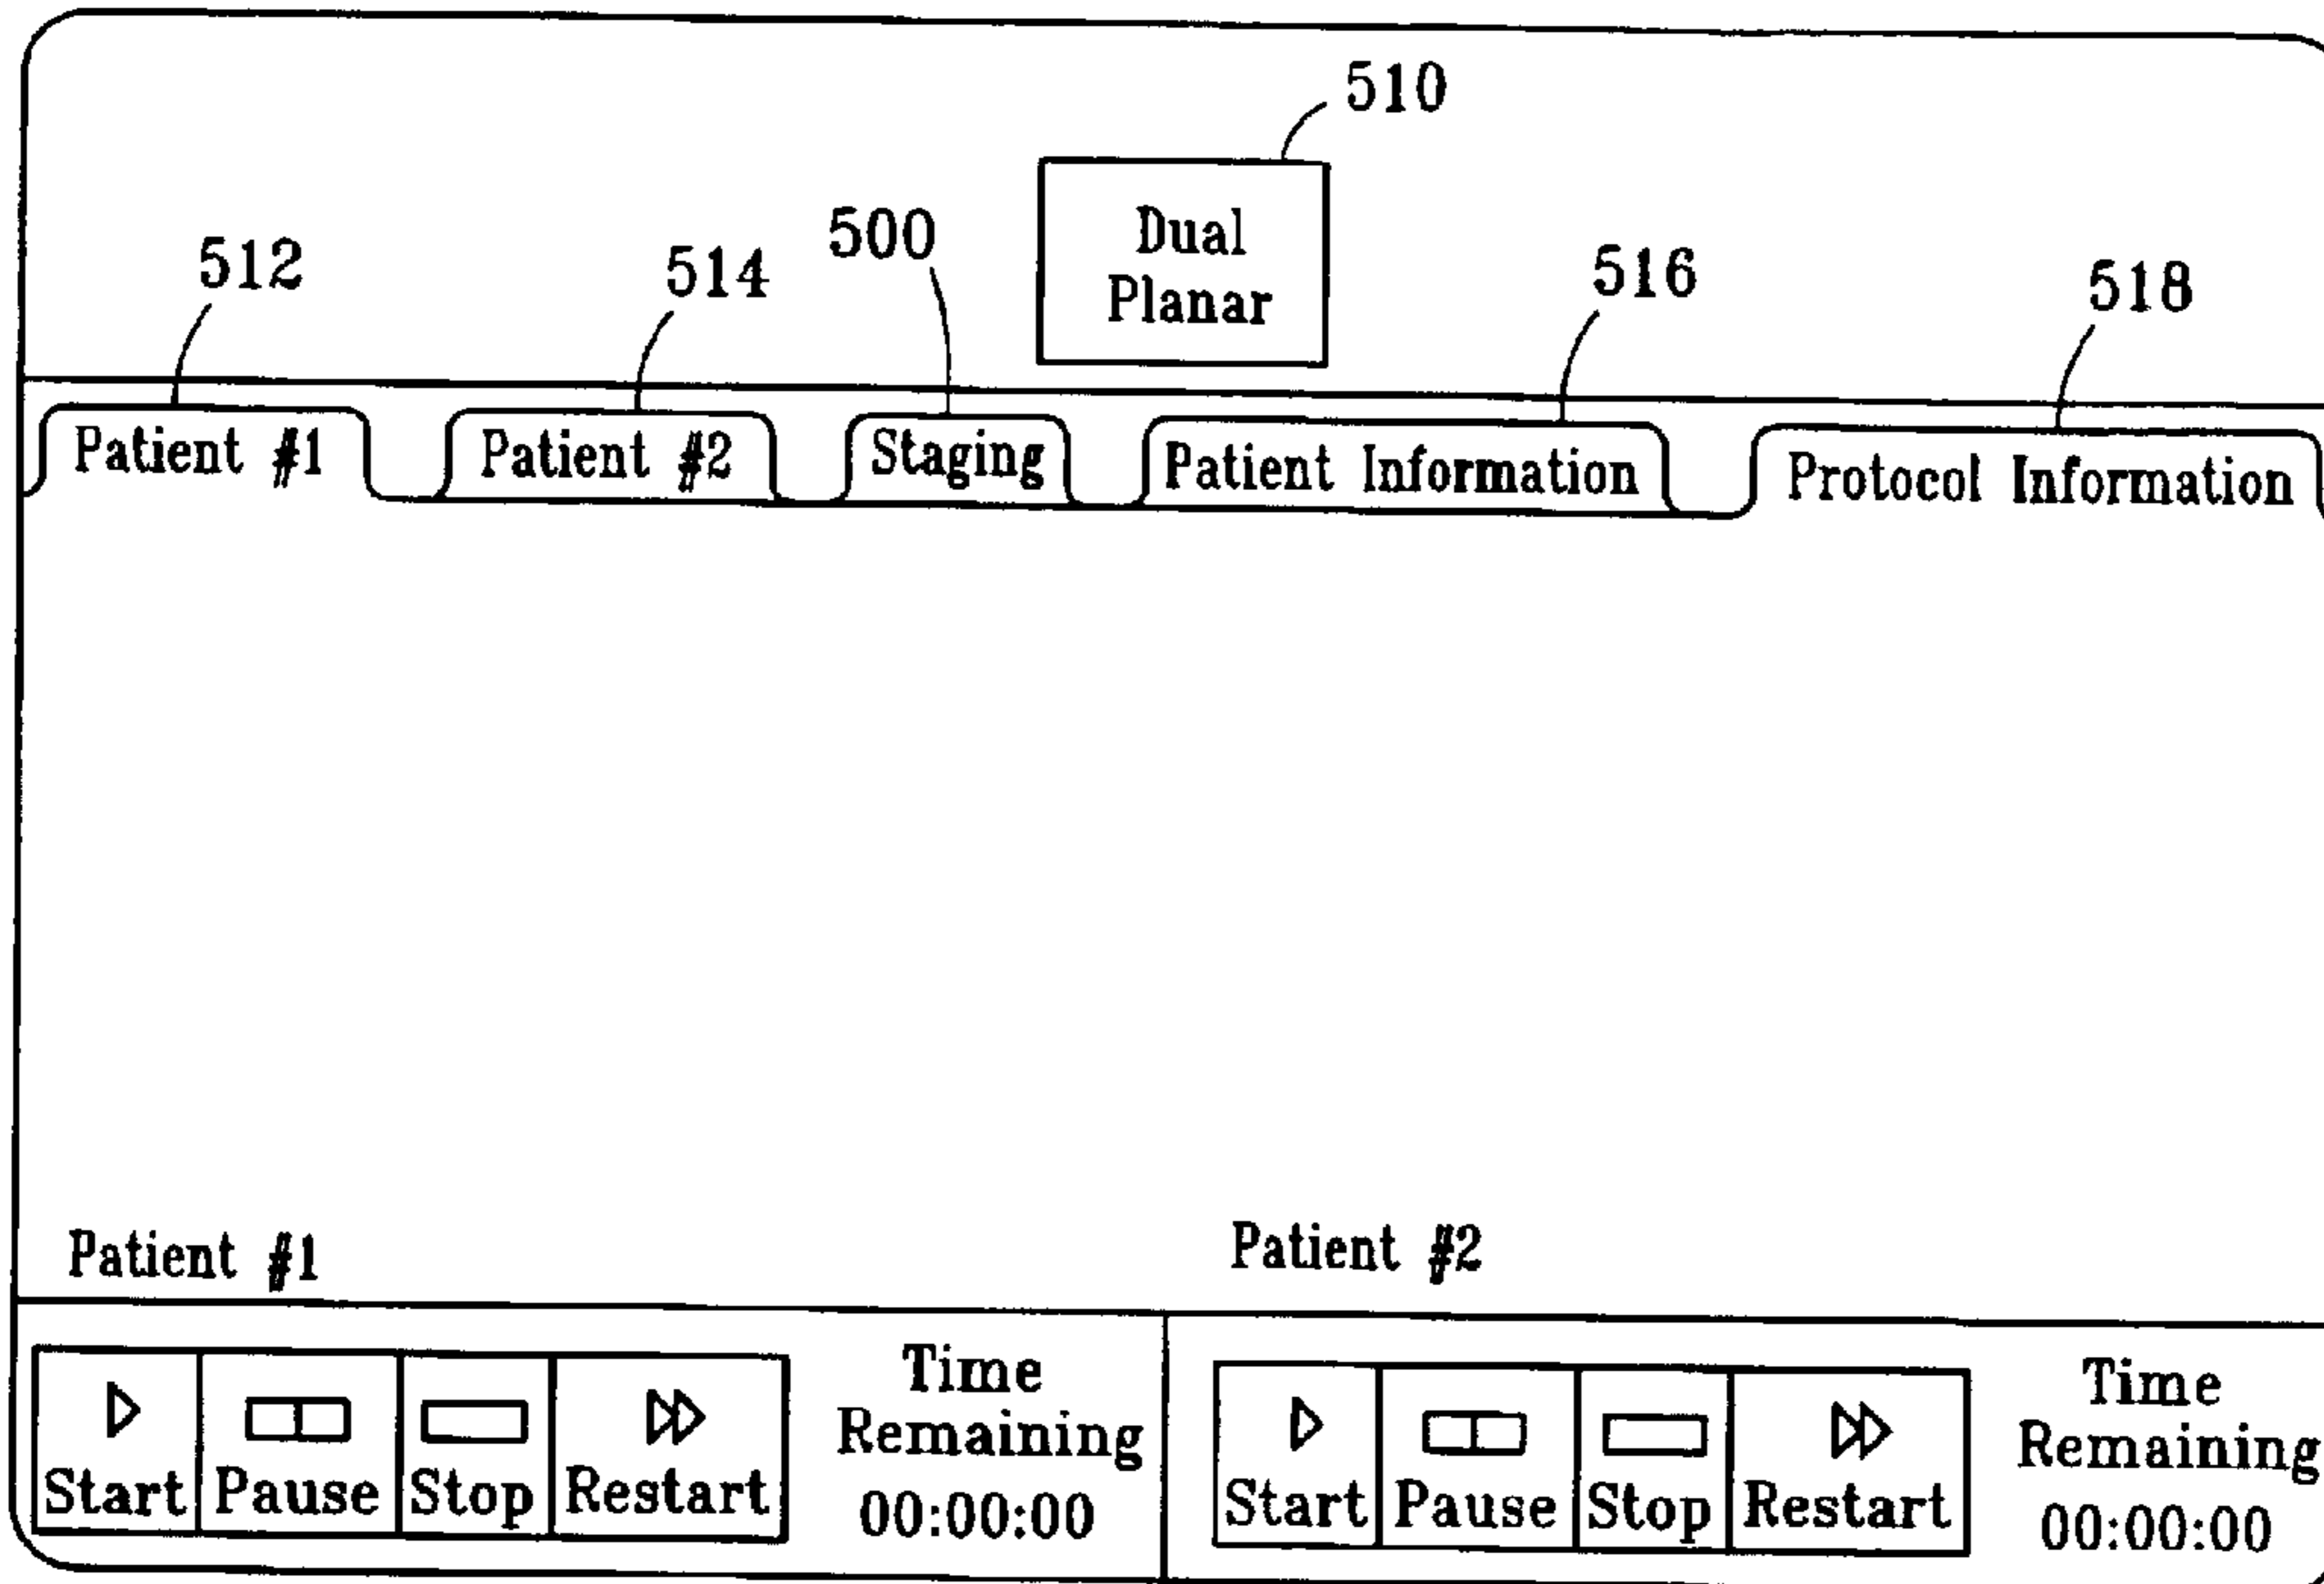 510
Dual
Planar
512
514
500
516
518
Patient #1
Patient #2
Staging
Patient Information
Protocol Information
Patient #1
Patient #2
Start
Pause
Stop
Restart
Time
Remaining
00:00:00
Start
Pause
Stop
Restart
Time
Remaining
00:00:00